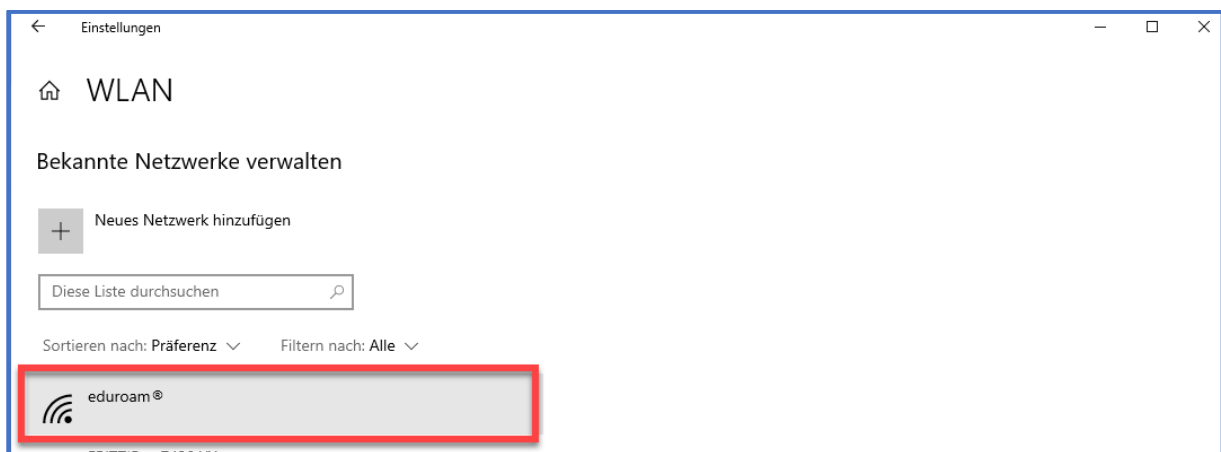 Einstellungen
WLAN
Bekannte Netzwerke verwalten
Neues Netzwerk hinzufügen
Diese Liste durchsuchen
Sortieren nach: Präferenz Filtern nach: Alle
eduroam®